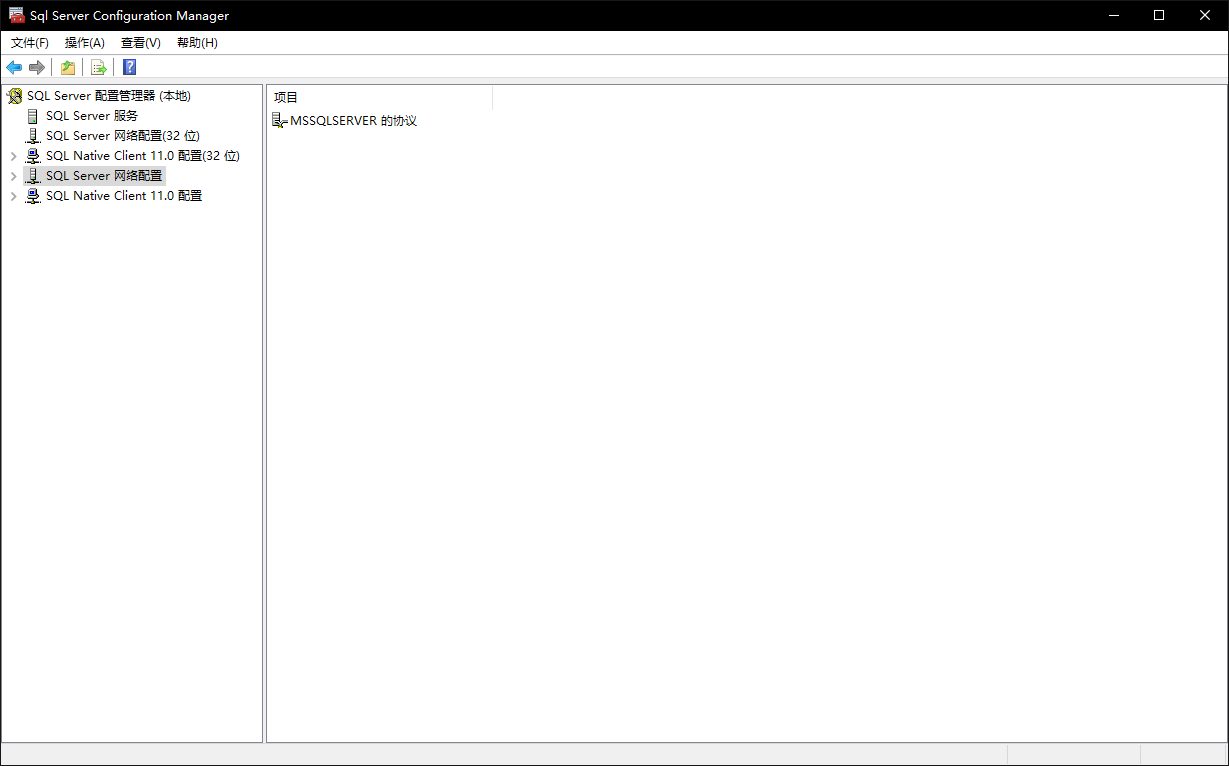 Sql Server Configuration Manager
文件(F) 操作(A) 查看(V) 帮助(H)
SQL Server 配置管理器 (本地)
SQL Server 服务
SQL Server 网络配置(32 位)
SQL Native Client 11.0 配置(32 位)
SQL Server 网络配置
SQL Native Client 11.0 配置
项目
MSSQLSERVER 的协议